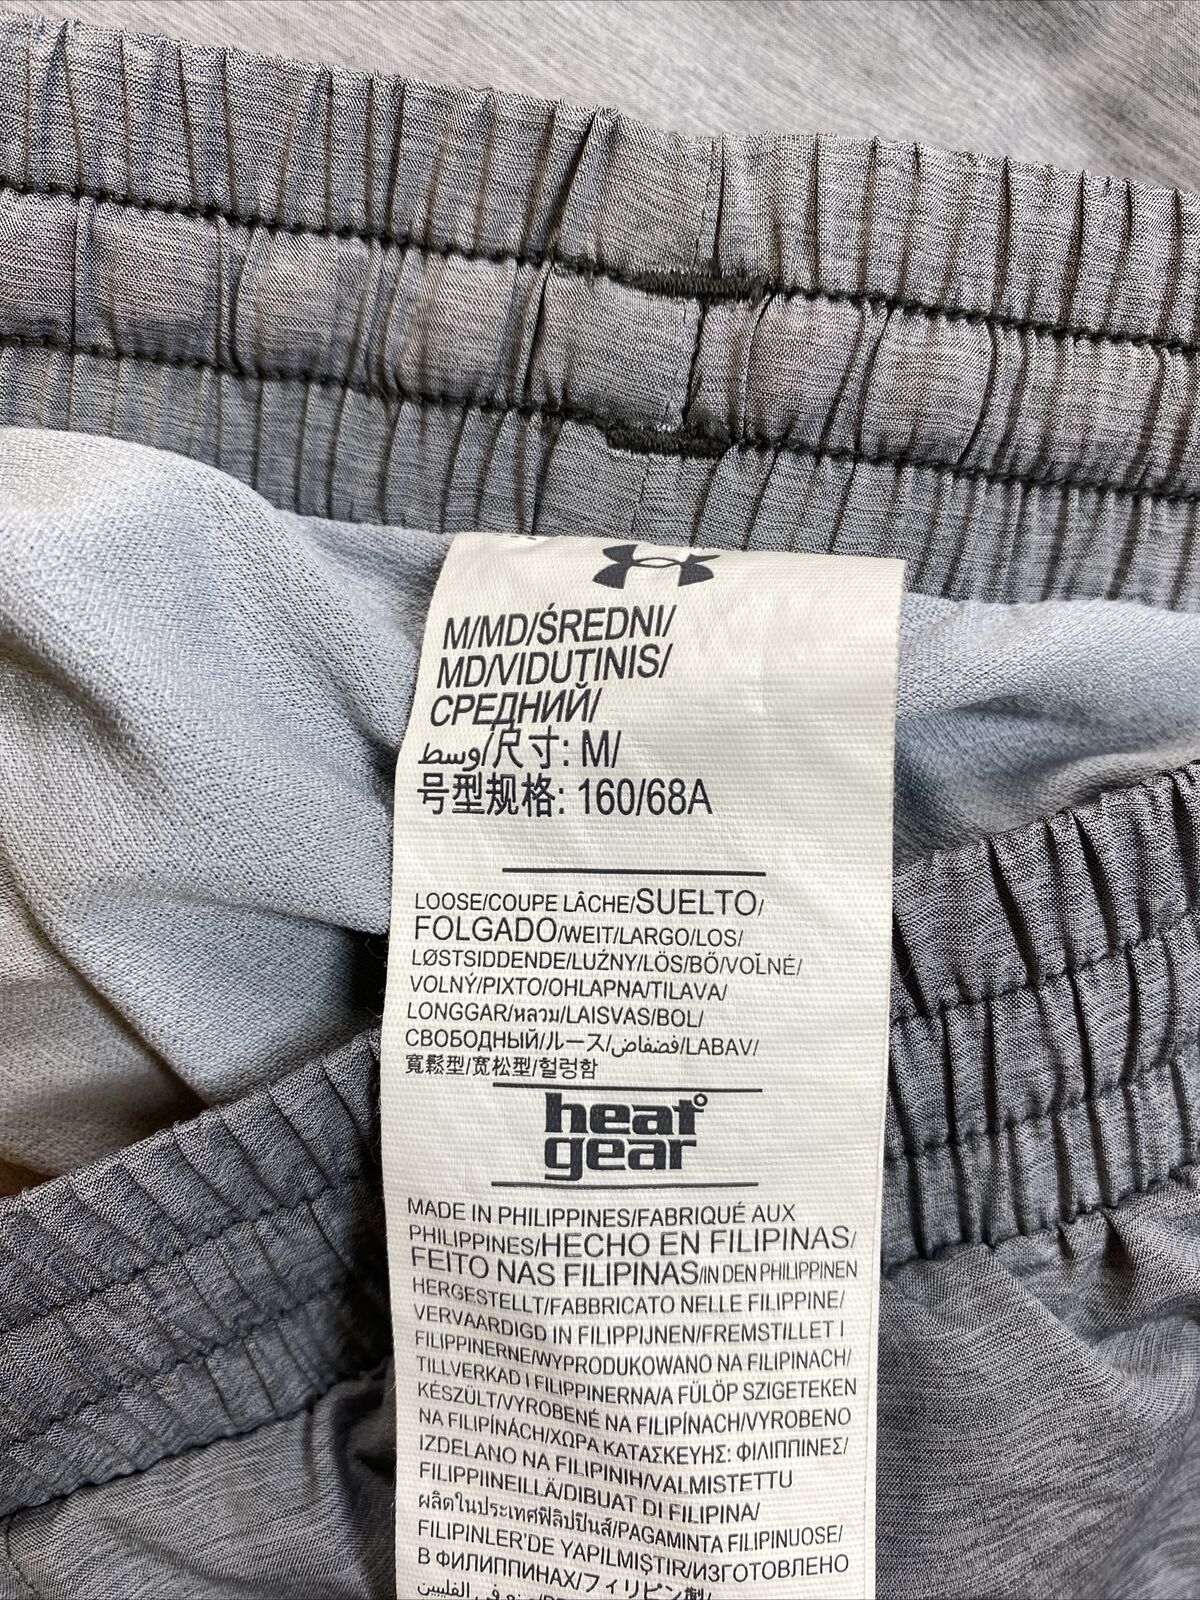 M/MD/ŚREDNI/
MD/VIDUTINIS/
СРЕДНИЙ/
وسط/尺寸: M/
号型规格: 160/68A
LOOSE/COUPE LÂCHE/SUELTO/
FOLGADO/WEIT/LARGO/LOS/
LØSTSIDDENDE/LUŹNY/LÖS/BŐ/VOĽNÉ/
VOLNÝ/ΡΙΧΤΟ/OHLAPNA/TILAVA/
LONGGAR/หลวม/LAISVAS/BOL/
СВОБОДНЫЙ/ルース/فضفاض/LABAV/
寬鬆型/宽松型/헐렁함
heat
gear
MADE IN PHILIPPINES/FABRIQUÉ AUX
PHILIPPINES/HECHO EN FILIPINAS/
FEITO NAS FILIPINAS/IN DEN PHILIPPINEN
HERGESTELLT/FABBRICATO NELLE FILIPPINE/
VERVAARDIGD IN FILIPPIJNEN/FREMSTILLET I
FILIPPINERNE/WYPRODUKOWANO NA FILIPINACH/
TILLVERKAD I FILIPPINERNA/A FÜLÖP SZIGETEKEN
KÉSZÜLT/VYROBENÉ NA FILIPÍNACH/VYROBENO
NA FILIPÍNÁCH/ΧΩΡΑ ΚΑΤΑΣΚΕΥΗΣ: ΦΙΛΙΠΠΙΝΕΣ/
IZDELANO NA FILIPINIH/VALMISTETTU
FILIPPIINEILLÄ/DIBUAT DI FILIPINA/
ผลิตในประเทศฟิลิปปินส์/PAGAMINTA FILIPINUOSE/
FILIPINLER'DE YAPILMIŞTIR/ИЗГОТОВЛЕНО
В ФИЛИППИНАХ/フィリピン製/
صنع في الفلبين